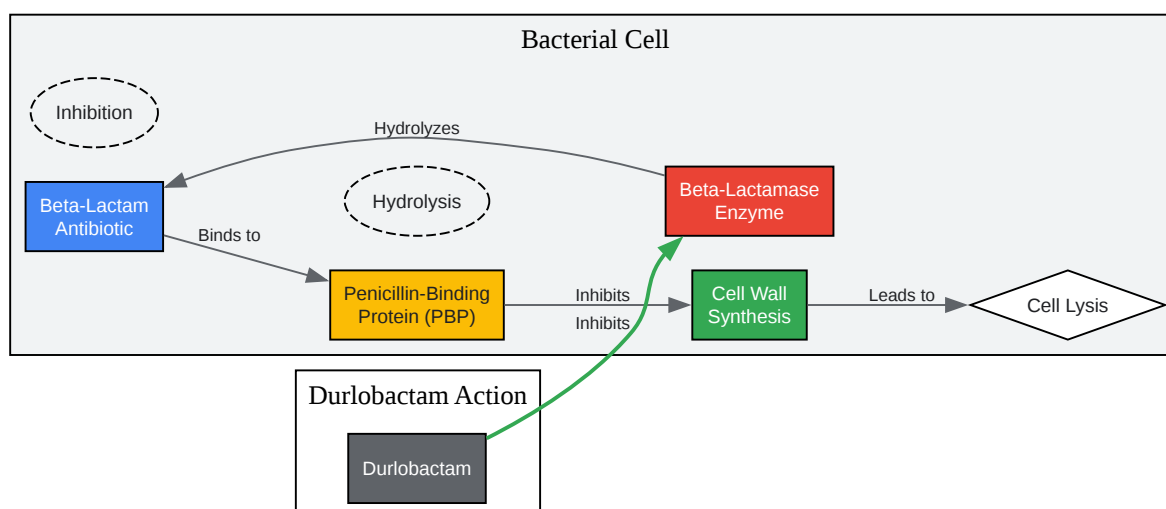 Bacterial Cell
Inhibition
Hydrolyzes
Beta-Lactam
Antibiotic
Hydrolysis
Beta-Lactamase
Enzyme
Binds to
Penicillin-Binding
Protein (PBP)
Inhibits
Inhibits
Cell Wall
Synthesis
Leads to
Cell Lysis
Durlobactam Action
Durlobactam